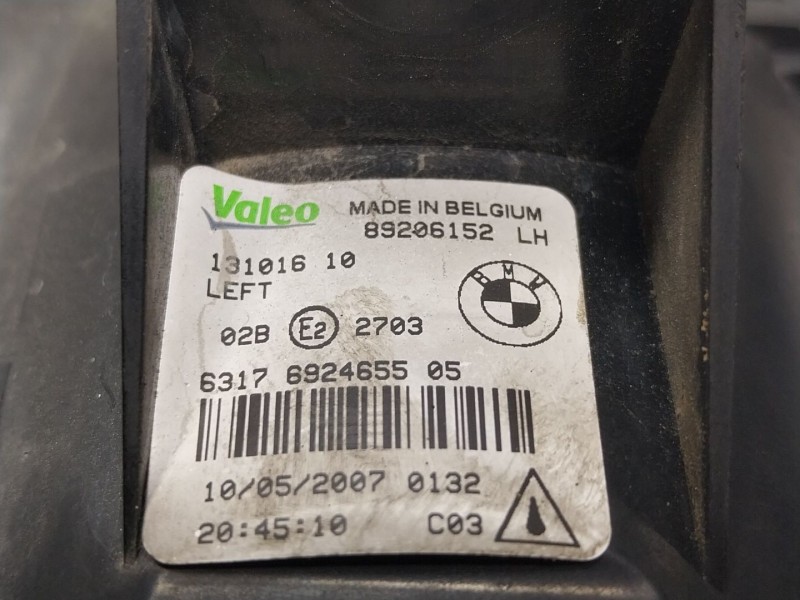 Valeo MADE IN BELGIUM
89206152 LH
131016 10
LEFT
BMW
02B E2 2703
6317 6924655 05
10/05/2007 0132
20:45:10 C03